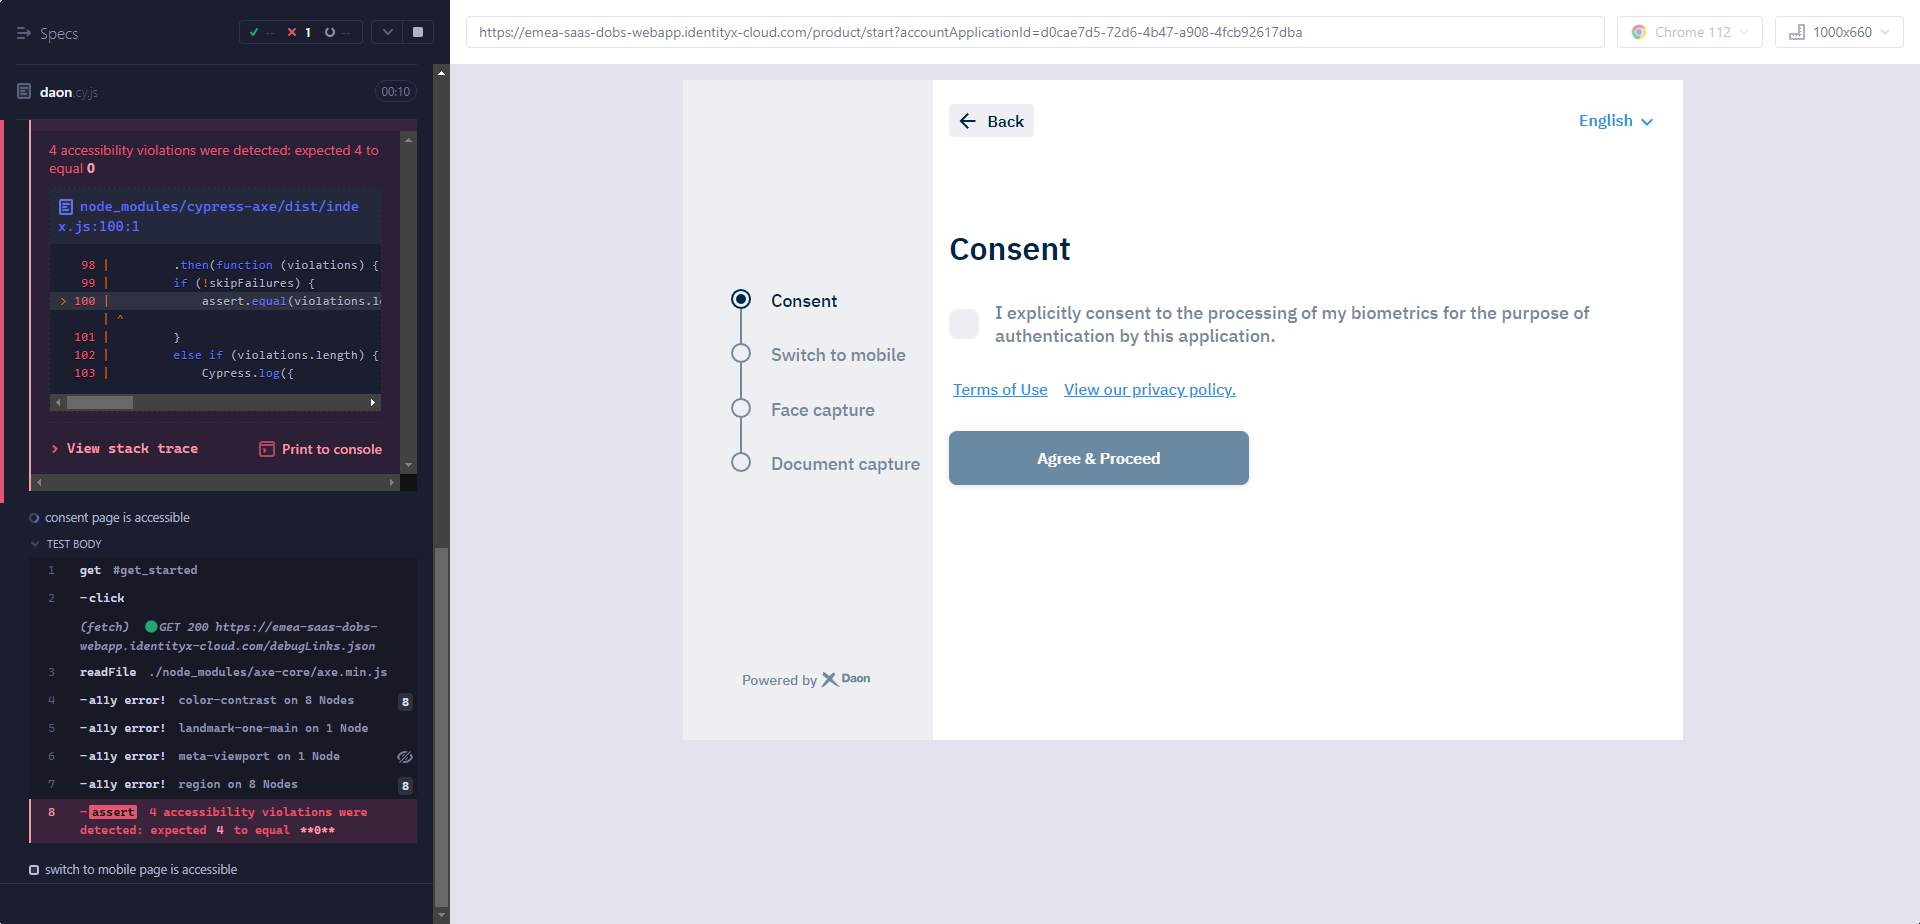 Specs
-- 1 --
daon.cy.js
00:10
4 accessibility violations were detected: expected 4 to
equal 0
node_modules/cypress-axe/dist/inde
x.js:100:1
98 | .then(function (violations) {
99 | if (!skipFailures) {
> 100 | assert.equal(violations.l
| ^
101 | }
102 | else if (violations.length) {
103 | Cypress.log({
> View stack trace
Print to console
consent page is accessible
TEST BODY
1 get #get_started
2 -click
(fetch) GET 200 https://emea-saas-dobs-
webapp.identityx-cloud.com/debugLinks.json
3 readFile ./node_modules/axe-core/axe.min.js
4 -a11y error! color-contrast on 8 Nodes 8
5 -a11y error! landmark-one-main on 1 Node
6 -a11y error! meta-viewport on 1 Node
7 -a11y error! region on 8 Nodes 8
8 -assert 4 accessibility violations were
detected: expected 4 to equal **0**
switch to mobile page is accessible
https://emea-saas-dobs-webapp.identityx-cloud.com/product/start?accountApplicationId=d0cae7d5-72d6-4b47-a908-4fcb92617dba
Chrome 112
1000x660
Back
English
Consent
Switch to mobile
Face capture
Document capture
Powered by Daon
Consent
I explicitly consent to the processing of my biometrics for the purpose of
authentication by this application.
Terms of Use View our privacy policy.
Agree & Proceed